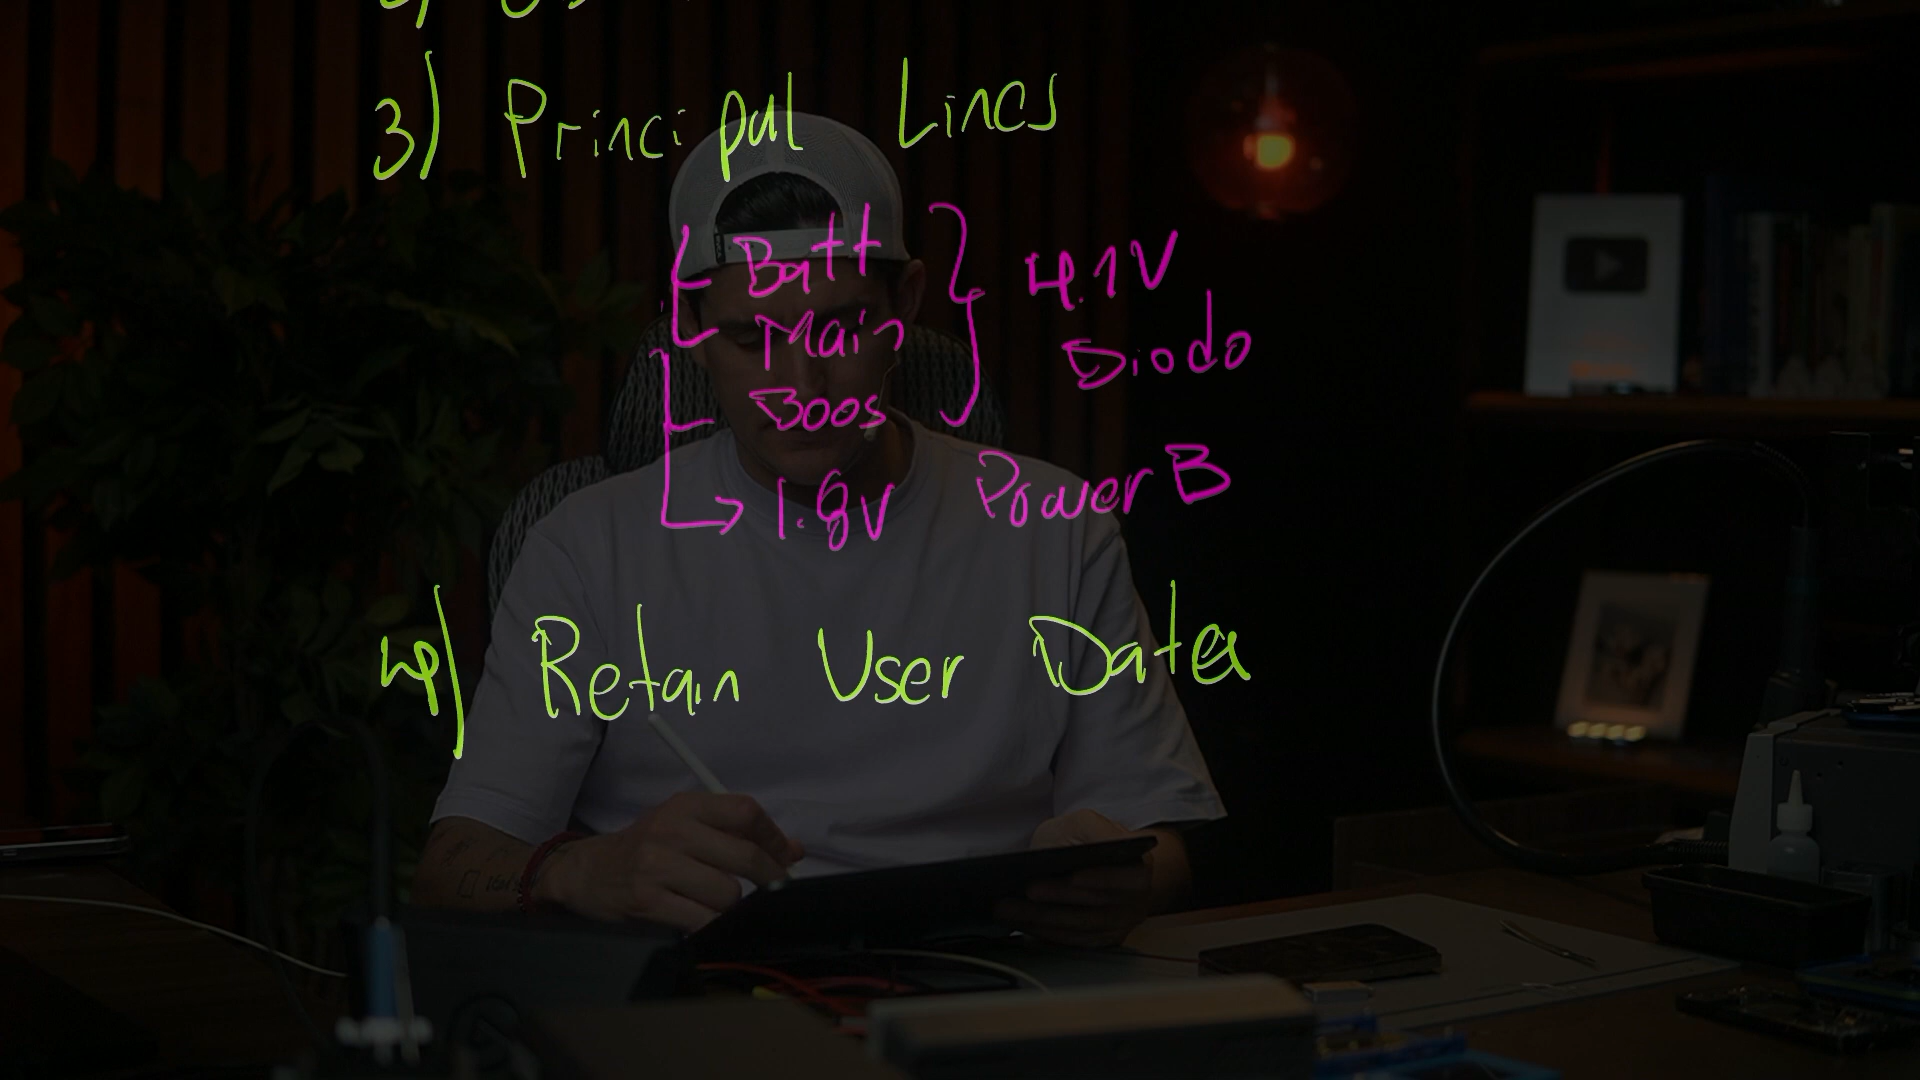 3) Principal Lines
Batt
Main
Boos
4.1V
Diodo
1.8V PowerB
4) Retain User Data